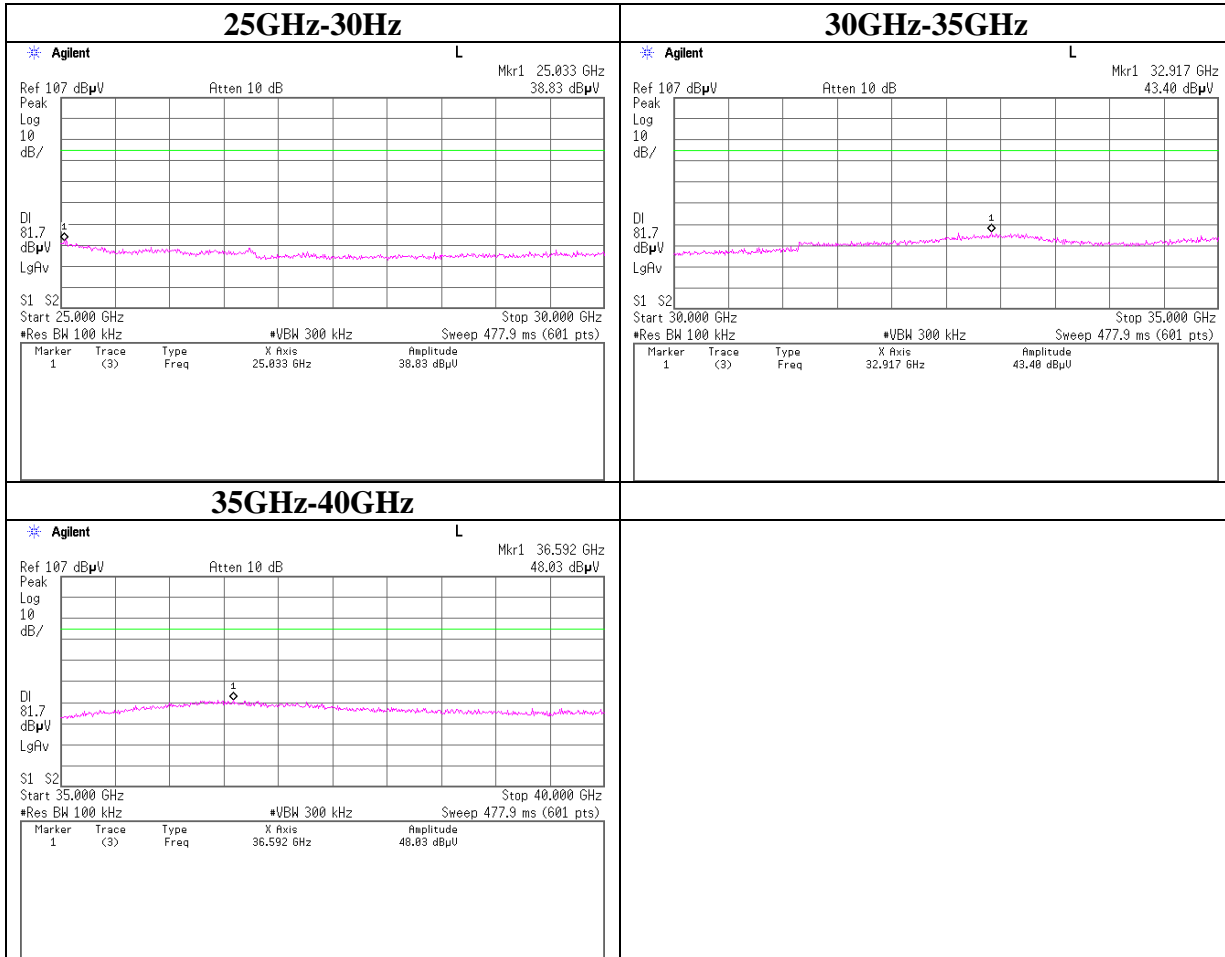 25GHz-30Hz
Agilent L
Mkr1 25.033 GHz
Ref 107 dBµV Atten 10 dB 38.83 dBµV
Peak
Log
10
dB/
1
DI
81.7
dBµV
LgAv
S1 S2
Start 25.000 GHz Stop 30.000 GHz
#Res BW 100 kHz #VBW 300 kHz Sweep 477.9 ms (601 pts)
Marker Trace Type X Axis Amplitude
1 (3) Freq 25.033 GHz 38.83 dBµV
30GHz-35GHz
Agilent L
Mkr1 32.917 GHz
Ref 107 dBµV Atten 10 dB 43.40 dBµV
Peak
Log
10
dB/
1
DI
81.7
dBµV
LgAv
S1 S2
Start 30.000 GHz Stop 35.000 GHz
#Res BW 100 kHz #VBW 300 kHz Sweep 477.9 ms (601 pts)
Marker Trace Type X Axis Amplitude
1 (3) Freq 32.917 GHz 43.40 dBµV
35GHz-40GHz
Agilent L
Mkr1 36.592 GHz
Ref 107 dBµV Atten 10 dB 48.03 dBµV
Peak
Log
10
dB/
1
DI
81.7
dBµV
LgAv
S1 S2
Start 35.000 GHz Stop 40.000 GHz
#Res BW 100 kHz #VBW 300 kHz Sweep 477.9 ms (601 pts)
Marker Trace Type X Axis Amplitude
1 (3) Freq 36.592 GHz 48.03 dBµV